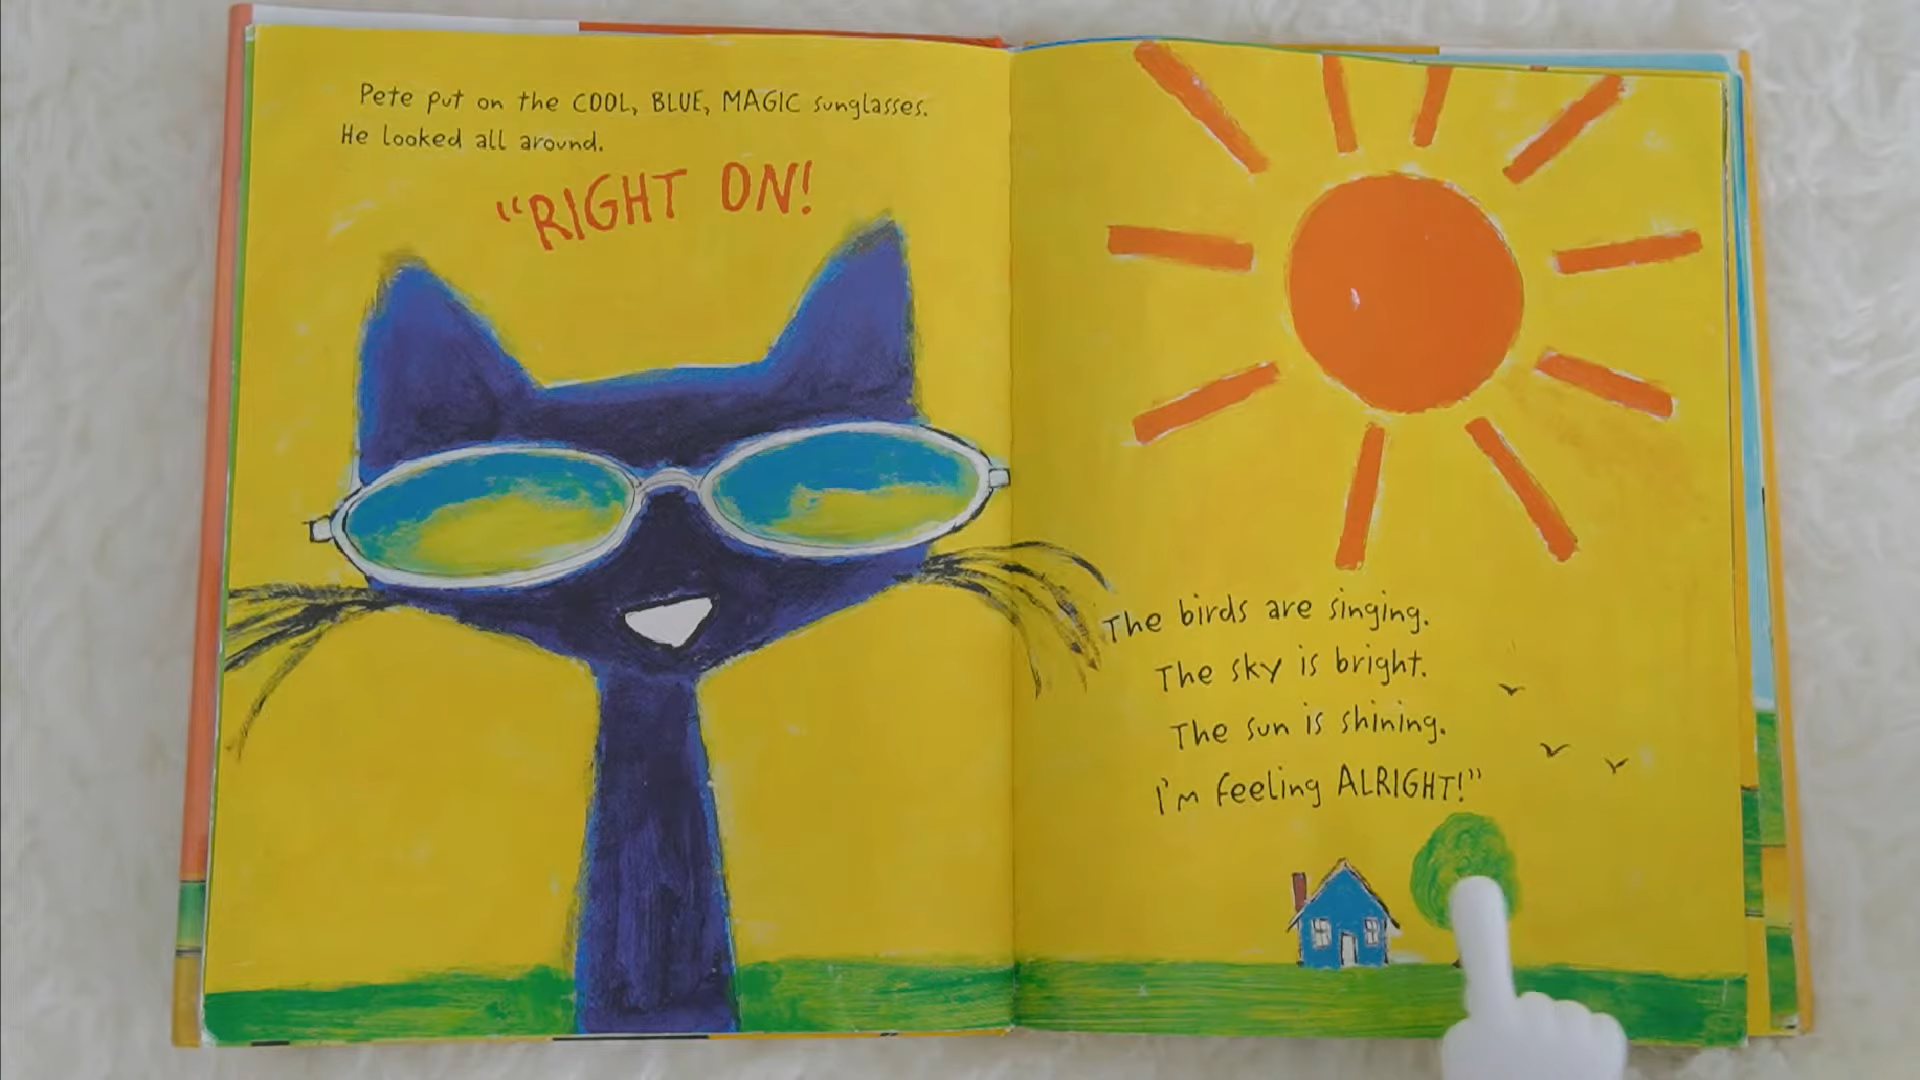 Pete put on the COOL, BLUE, MAGIC sunglasses.
He looked all around.
"RIGHT ON!
The birds are singing.
The sky is bright.
The sun is shining.
I'm feeling ALRIGHT!"